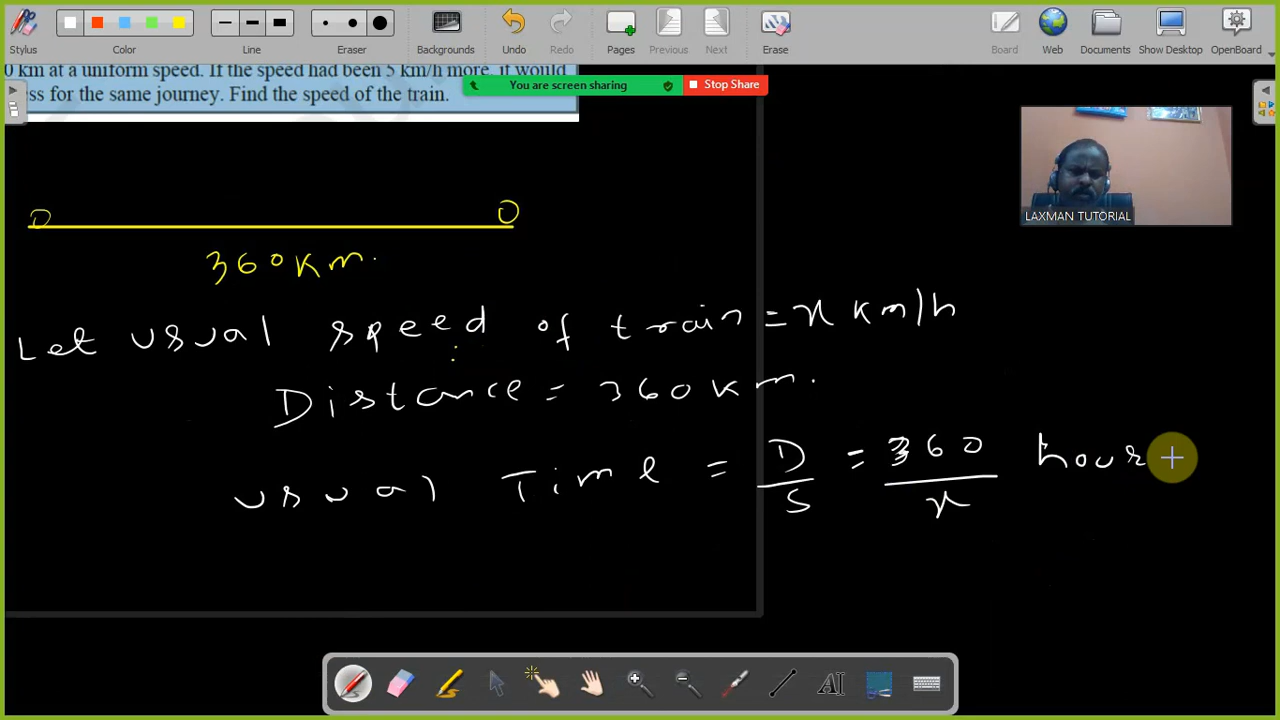 Stylus
Color
Line
Eraser
Backgrounds
Undo
Redo
Pages
Previous
Next
Erase
Board
Web
Documents
Show Desktop
OpenBoard
0 km at a uniform speed. If the speed had been 5 km/h more, it would
ss for the same journey. Find the speed of the train.
You are screen sharing
Stop Share
LAXMAN TUTORIAL
360km.
Let usual speed of train = x km/h
Distance = 360 km.
usual Time = D/S = 360/x hour
AI